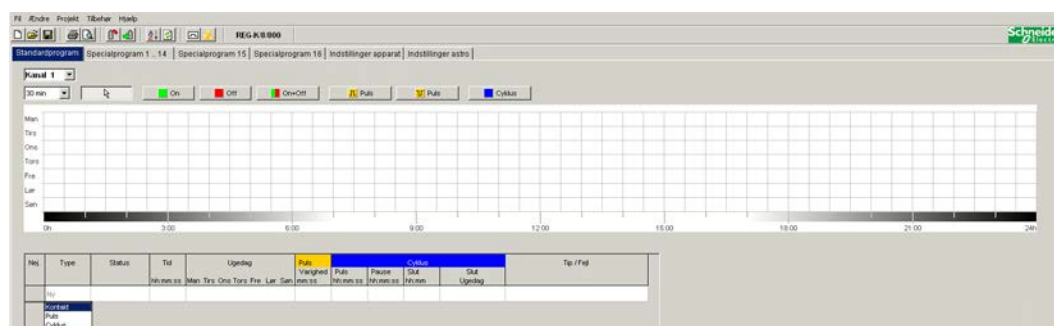 Fil Ændre Projekt Tilbehør Hjælp
REG-K/8/800
Schneide
Electr
Standardprogram Specialprogram 1 .. 14 Specialprogram 15 Specialprogram 16 Indstillinger apparat Indstillinger astro
Kanal 1
30 min On Off On+Off Puls Puls Cyklus
Man
Tirs
Ons
Tors
Fre
Lør
Søn
0h 3:00 6:00 9:00 12:00 15:00 18:00 21:00 24h
Nej. Type Status Tid Ugedag Puls Cyklus Tip / Fejl
Varighed Puls Pause Slut Slut
hh:mm:ss Man Tirs Ons Tors Fre Lør Søn mm:ss hh:mm:ss hh:mm:ss hh:mm Ugedag
Ny
Kontakt
Puls
Cyklus